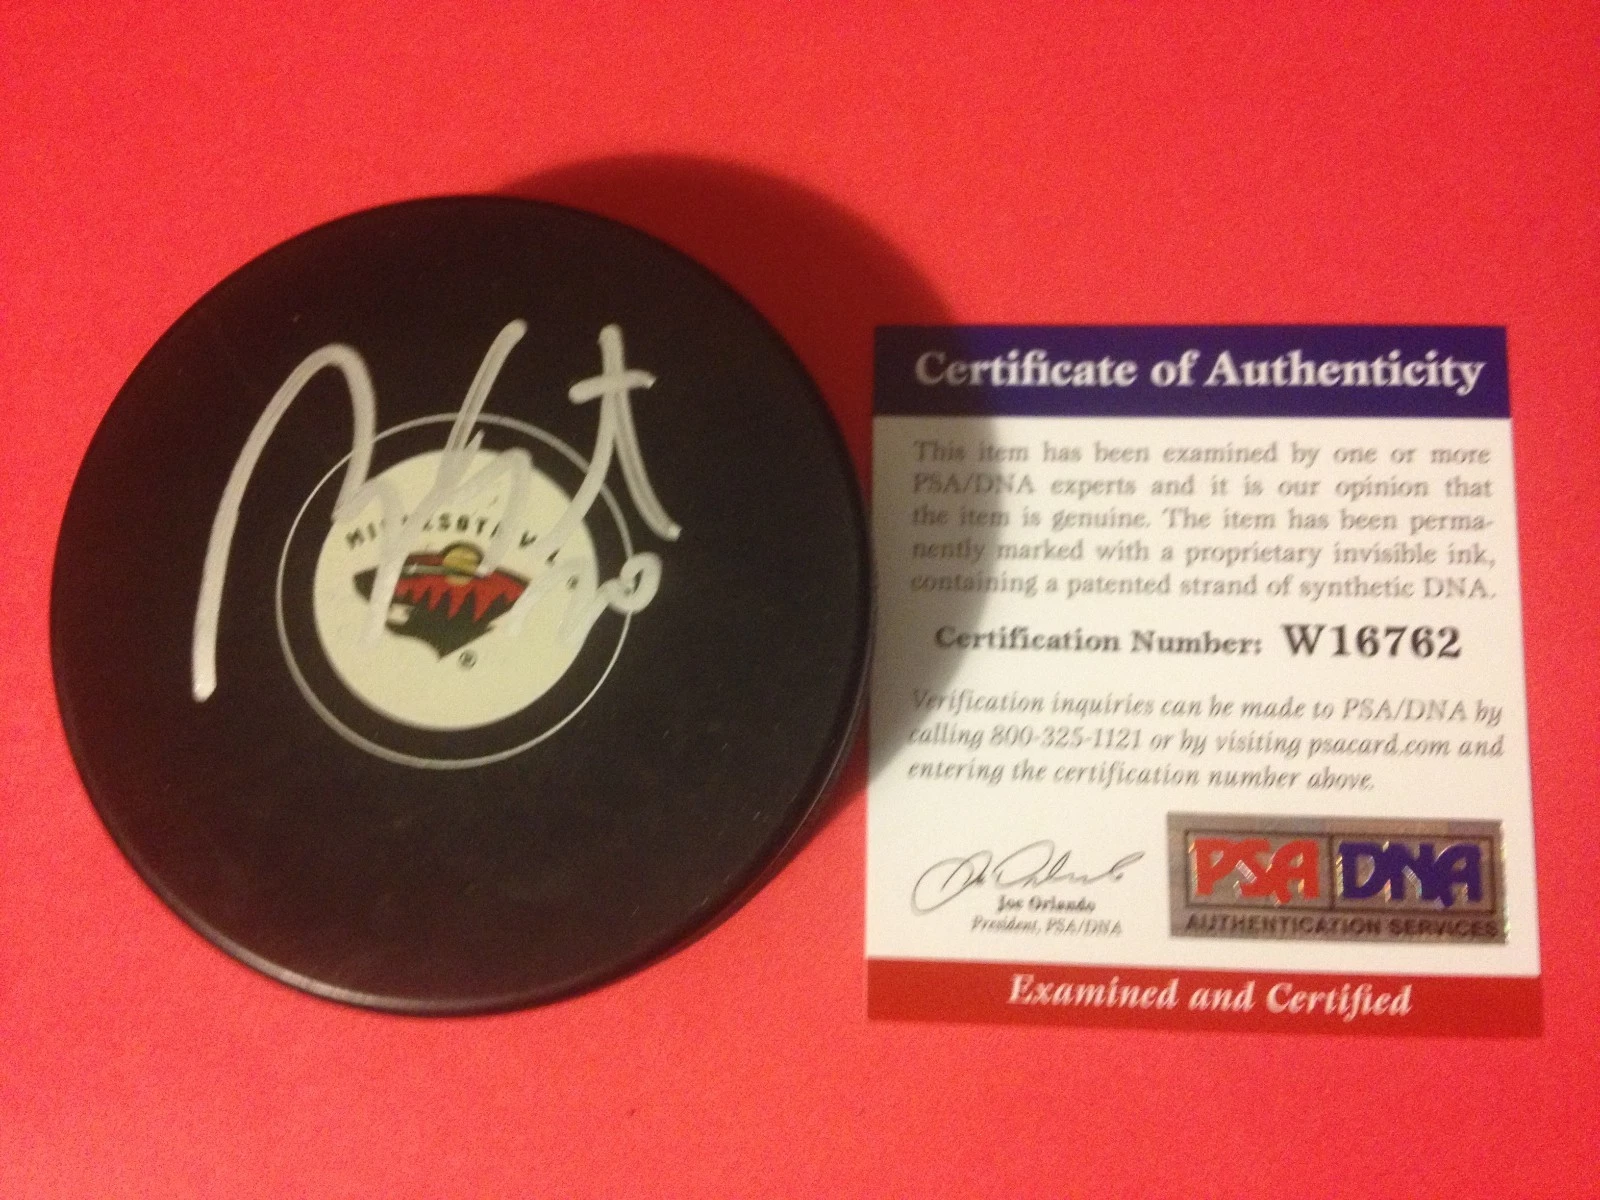 MINNESOTA
®
Certificate of Authenticity
This item has been examined by one or more
PSA/DNA experts and it is our opinion that
the item is genuine. The item has been perma-
nently marked with a proprietary invisible ink,
containing a patented strand of synthetic DNA.
Certification Number: W16762
Verification inquiries can be made to PSA/DNA by
calling 800-325-1121 or by visiting psacard.com and
entering the certification number above.
Joe Orlando
President, PSA/DNA
PSA DNA
AUTHENTICATION SERVICES
Examined and Certified